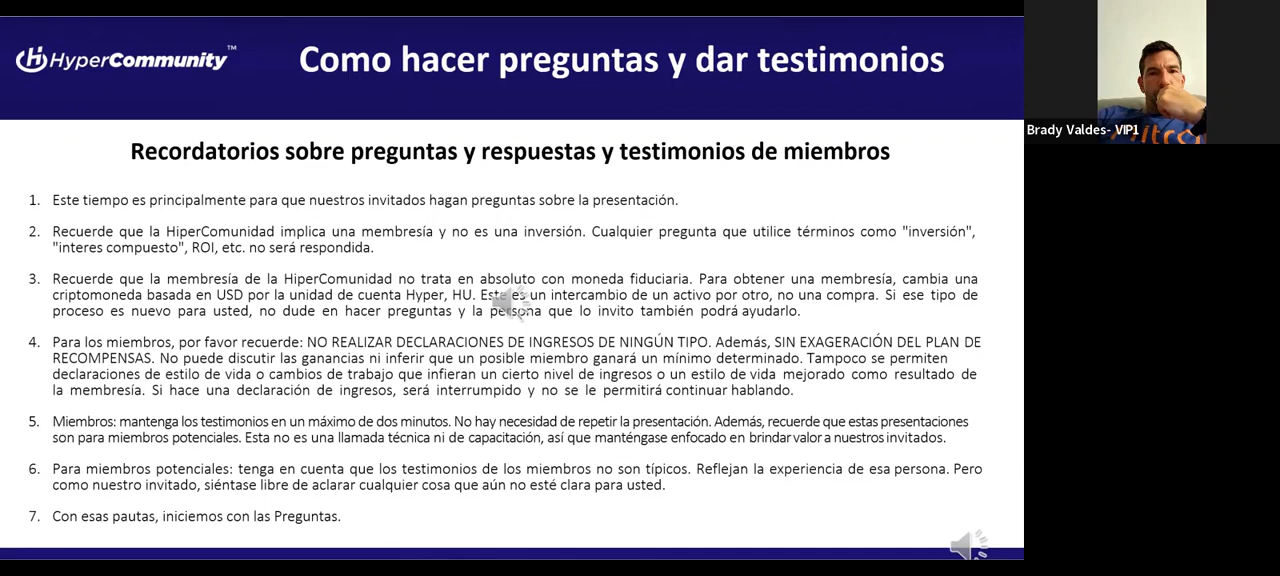 HyperCommunity™
Como hacer preguntas y dar testimonios
Brady Valdes- VIP1
Recordatorios sobre preguntas y respuestas y testimonios de miembros
1. Este tiempo es principalmente para que nuestros invitados hagan preguntas sobre la presentación.
2. Recuerde que la HiperComunidad implica una membresía y no es una inversión. Cualquier pregunta que utilice términos como "inversión",
"interes compuesto", ROI, etc. no será respondida.
3. Recuerde que la membresía de la HiperComunidad no trata en absoluto con moneda fiduciaria. Para obtener una membresía, cambia una
criptomoneda basada en USD por la unidad de cuenta Hyper, HU. Este es un intercambio de un activo por otro, no una compra. Si ese tipo de
proceso es nuevo para usted, no dude en hacer preguntas y la persona que lo invito también podrá ayudarlo.
4. Para los miembros, por favor recuerde: NO REALIZAR DECLARACIONES DE INGRESOS DE NINGÚN TIPO. Además, SIN EXAGERACIÓN DEL PLAN DE
RECOMPENSAS. No puede discutir las ganancias ni inferir que un posible miembro ganará un mínimo determinado. Tampoco se permiten
declaraciones de estilo de vida o cambios de trabajo que infieran un cierto nivel de ingresos o un estilo de vida mejorado como resultado de
la membresía. Si hace una declaración de ingresos, será interrumpido y no se le permitirá continuar hablando.
5. Miembros: mantenga los testimonios en un máximo de dos minutos. No hay necesidad de repetir la presentación. Además, recuerde que estas presentaciones
son para miembros potenciales. Esta no es una llamada técnica ni de capacitación, así que manténgase enfocado en brindar valor a nuestros invitados.
6. Para miembros potenciales: tenga en cuenta que los testimonios de los miembros no son típicos. Reflejan la experiencia de esa persona. Pero
como nuestro invitado, siéntase libre de aclarar cualquier cosa que aún no esté clara para usted.
7. Con esas pautas, iniciemos con las Preguntas.